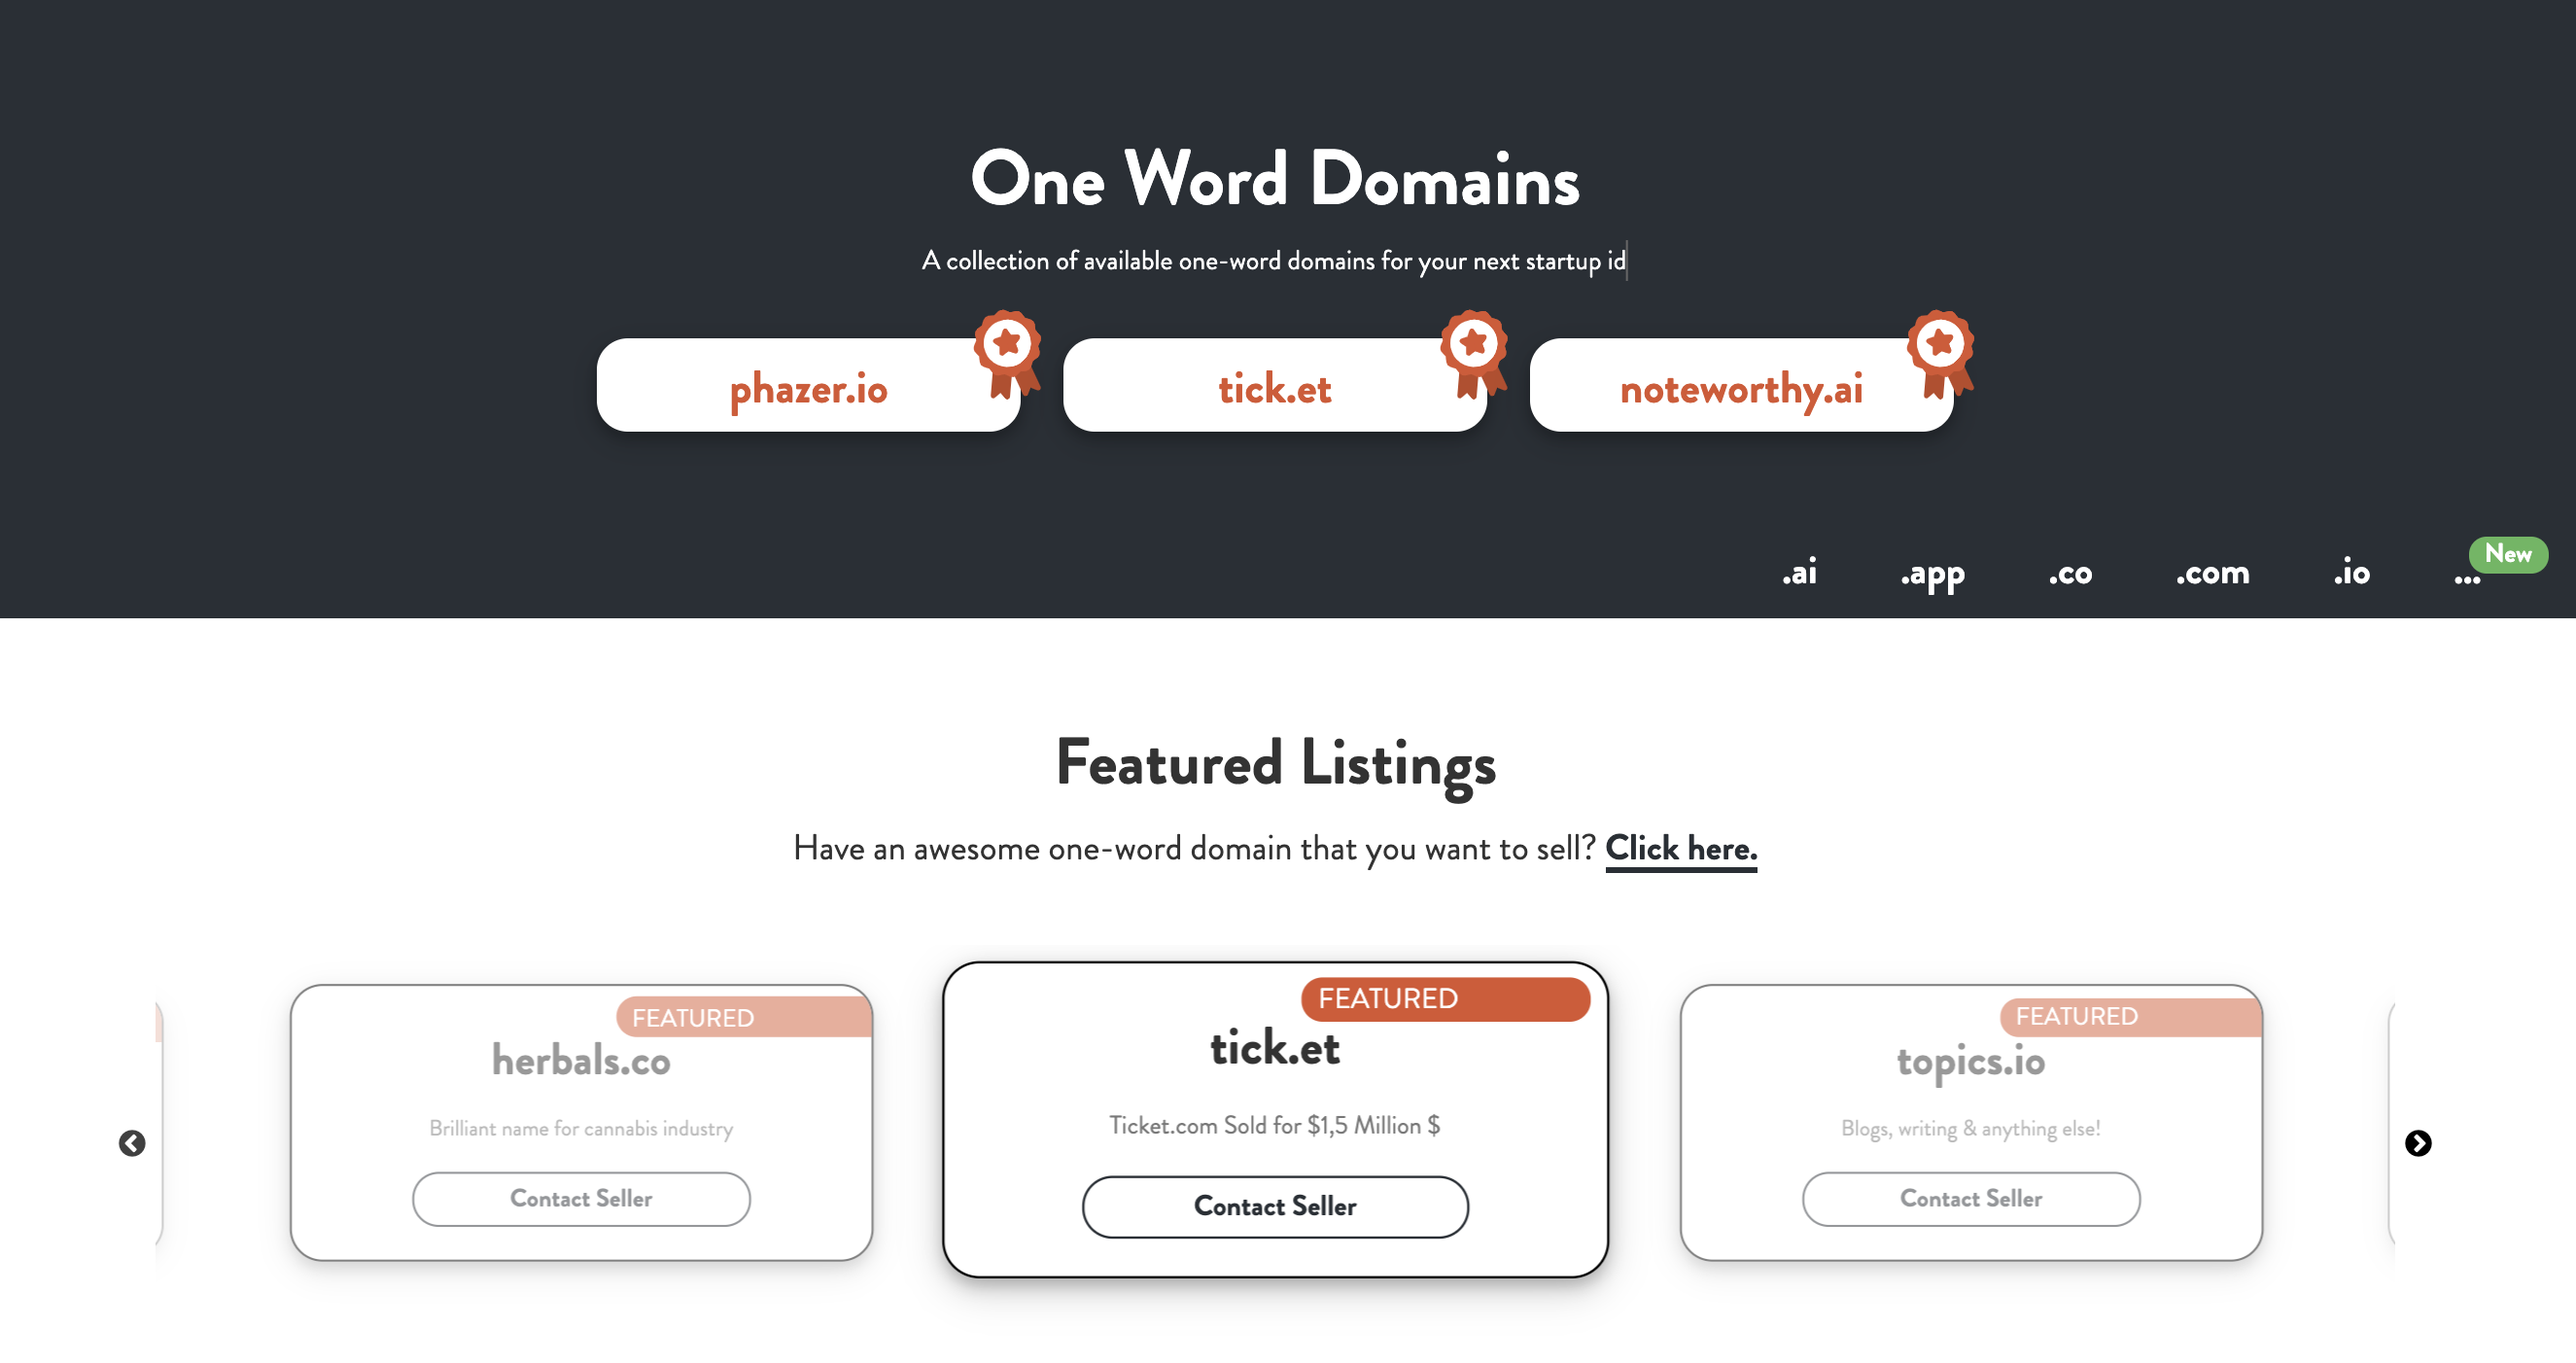 One Word Domains
A collection of available one-word domains for your next startup id
phazer.io
tick.et
noteworthy.ai
.ai
.app
.co
.com
.io
...
New
Featured Listings
Have an awesome one-word domain that you want to sell? Click here.
FEATURED
herbals.co
Brilliant name for cannabis industry
Contact Seller
FEATURED
tick.et
Ticket.com Sold for $1,5 Million $
Contact Seller
FEATURED
topics.io
Blogs, writing & anything else!
Contact Seller